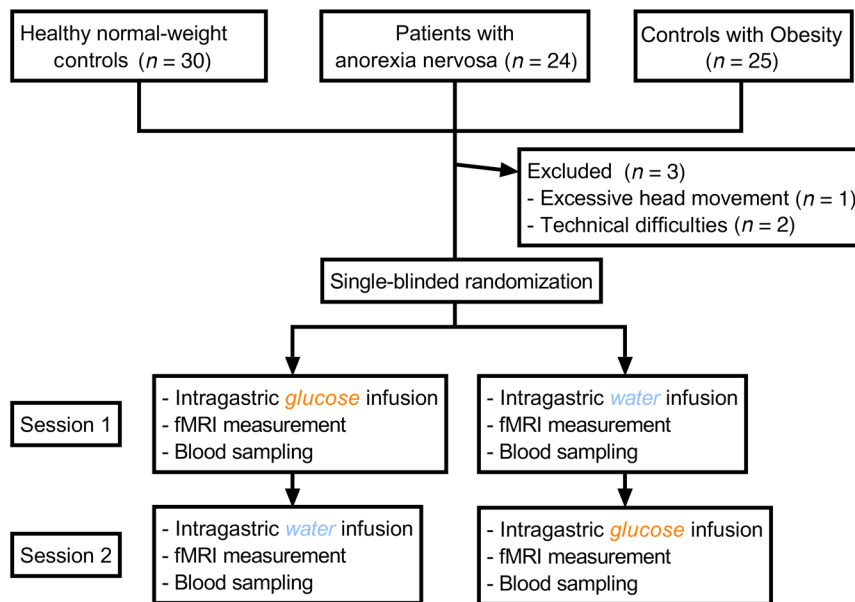 Healthy normal-weight
controls (n = 30)
Patients with
anorexia nervosa (n = 24)
Controls with Obesity
(n = 25)
Excluded (n = 3)
- Excessive head movement (n = 1)
- Technical difficulties (n = 2)
Single-blinded randomization
Session 1
- Intragastric glucose infusion
- fMRI measurement
- Blood sampling
- Intragastric water infusion
- fMRI measurement
- Blood sampling
Session 2
- Intragastric water infusion
- fMRI measurement
- Blood sampling
- Intragastric glucose infusion
- fMRI measurement
- Blood sampling